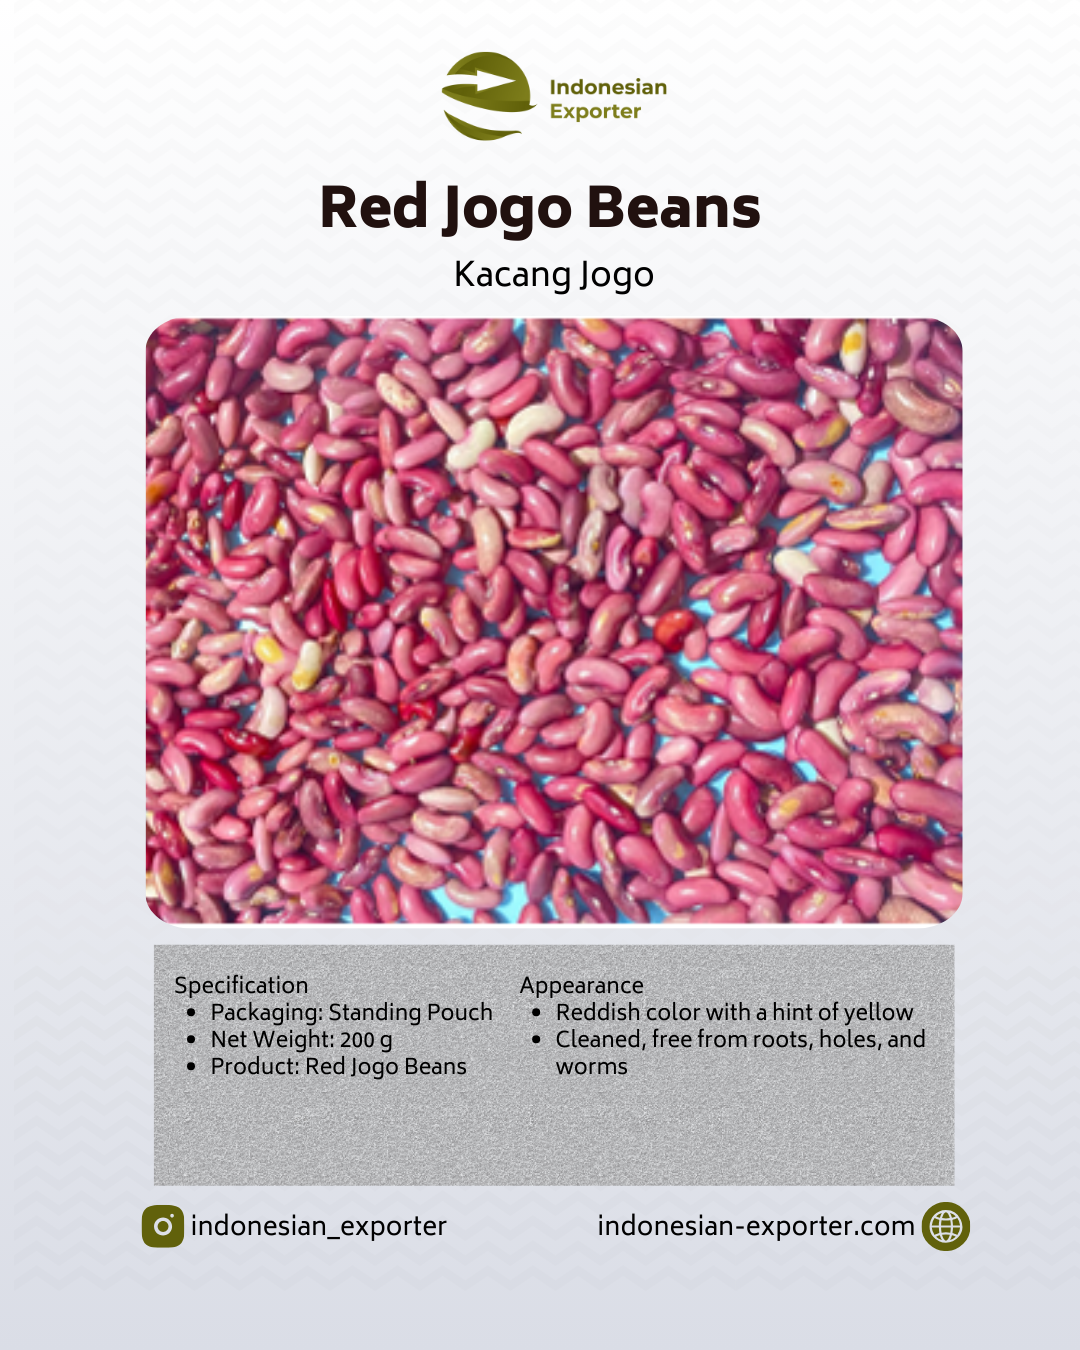 Indonesian
Exporter
Red Jogo Beans
Kacang Jogo
Specification
• Packaging: Standing Pouch
• Net Weight: 200 g
• Product: Red Jogo Beans
Appearance
• Reddish color with a hint of yellow
• Cleaned, free from roots, holes, and
worms
indonesian_exporter
indonesian-exporter.com